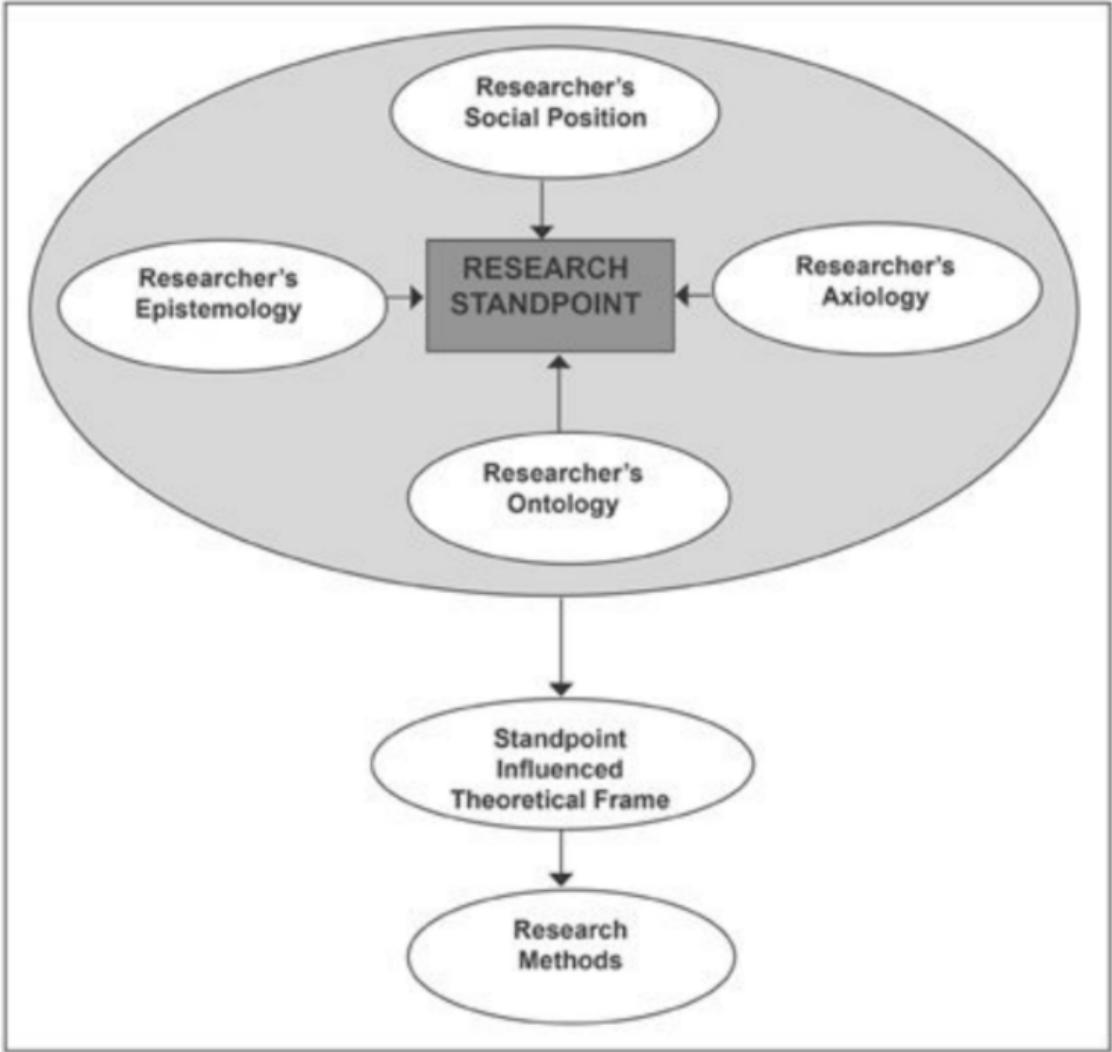 Researcher's
Social Position
Researcher's
Epistemology
RESEARCH
STANDPOINT
Researcher's
Axiology
Researcher's
Ontology
Standpoint
Influenced
Theoretical Frame
Research
Methods